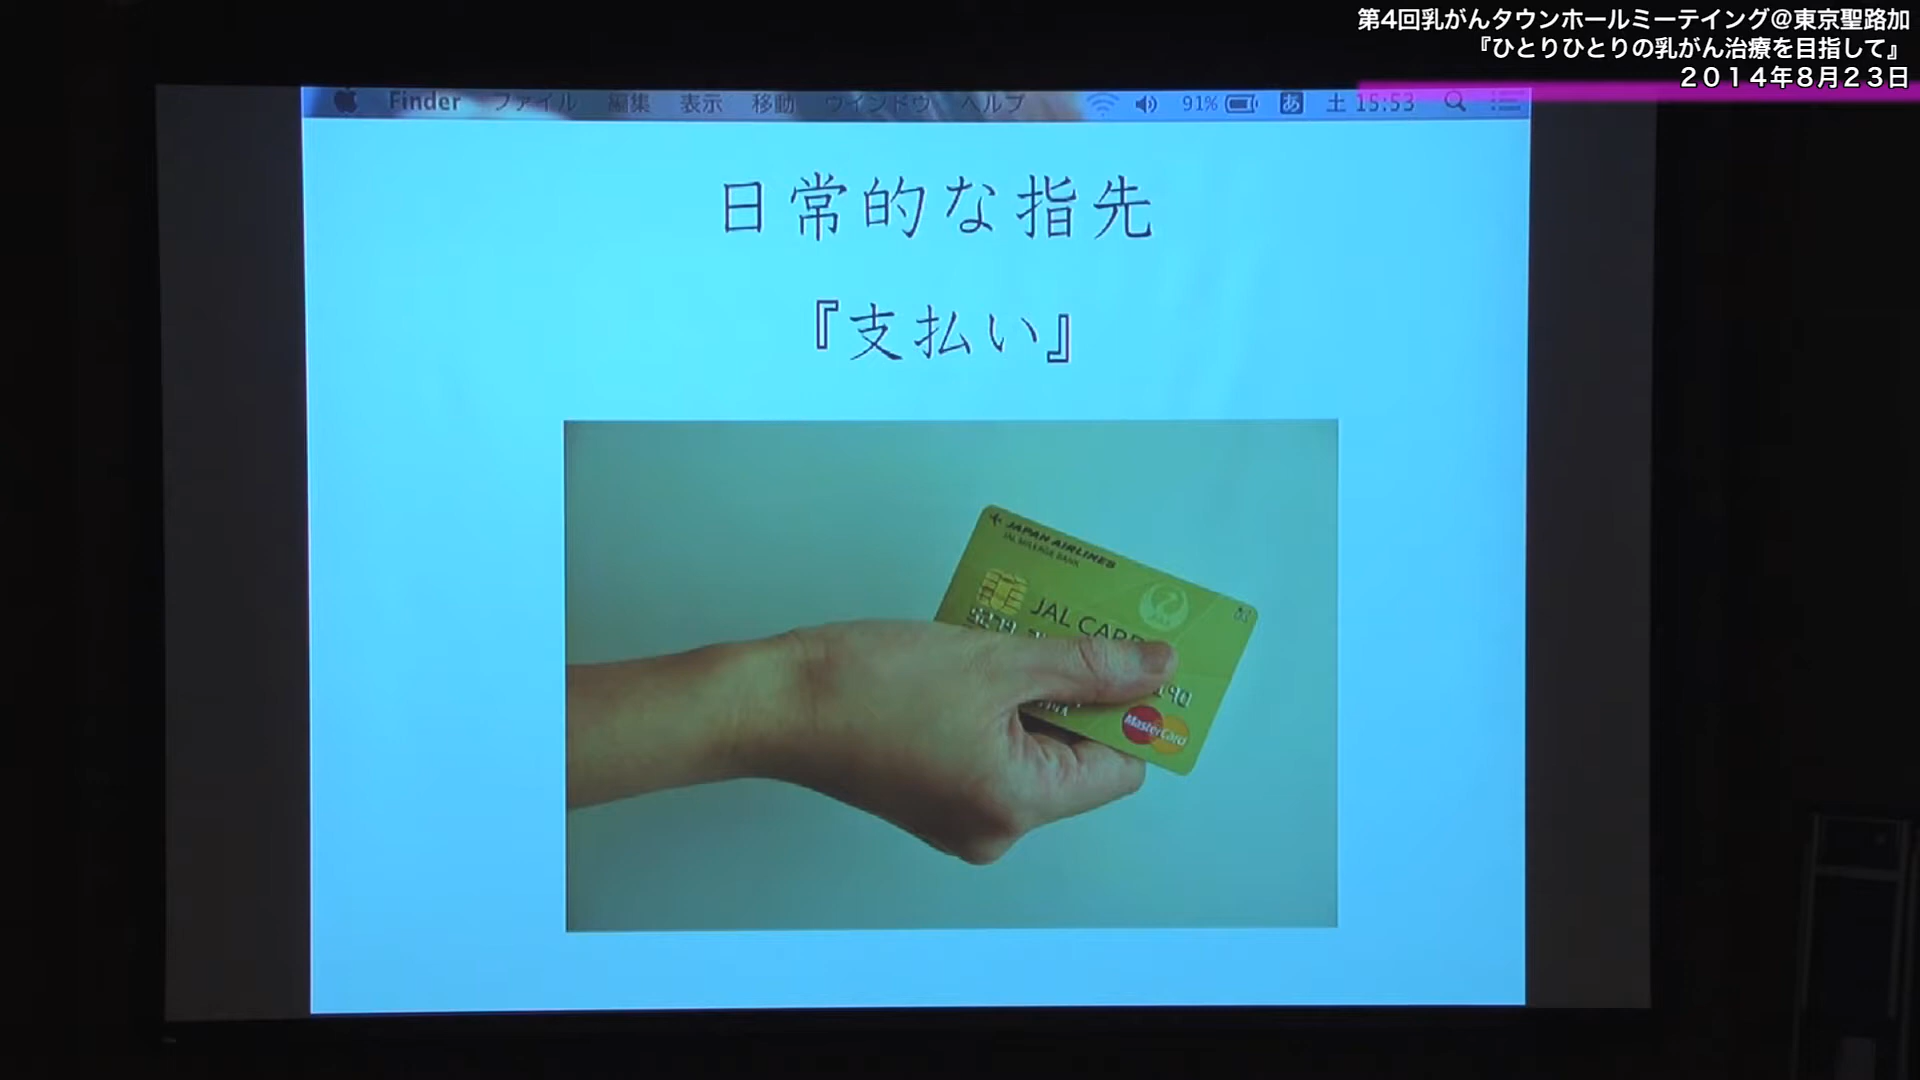 第4回乳がんタウンホールミーテイング@東京聖路加
『ひとりひとりの乳がん治療を目指して』
2014年8月23日
Finder ファイル 編集 表示 移動 ウインドウ ヘルプ 91% あ 土 15:53
日常的な指先
『支払い』
JAPAN AIRLINES
JAL MILEAGE BANK
JAL CARD
MasterCard